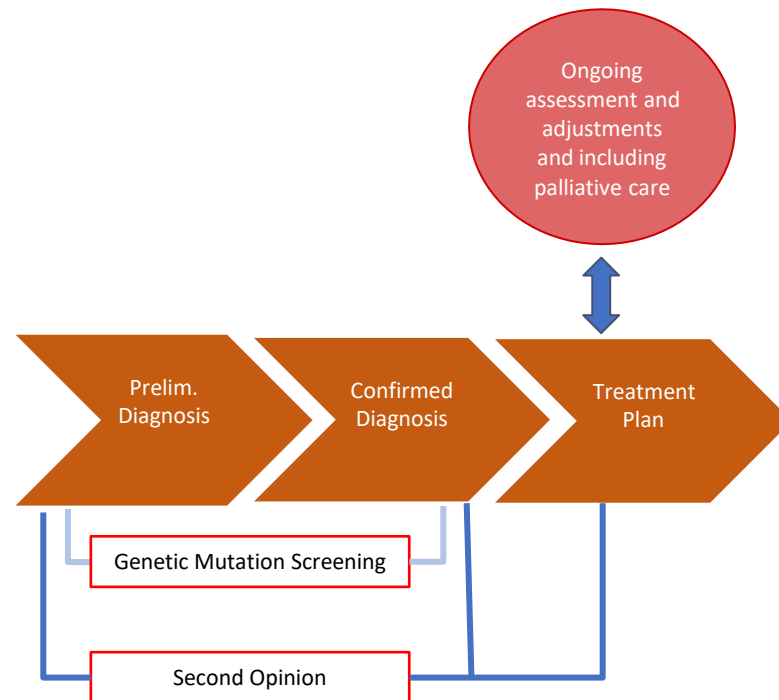 Ongoing
assessment and
adjustments
and including
palliative care
Prelim.
Diagnosis
Confirmed
Diagnosis
Treatment
Plan
Genetic Mutation Screening
Second Opinion